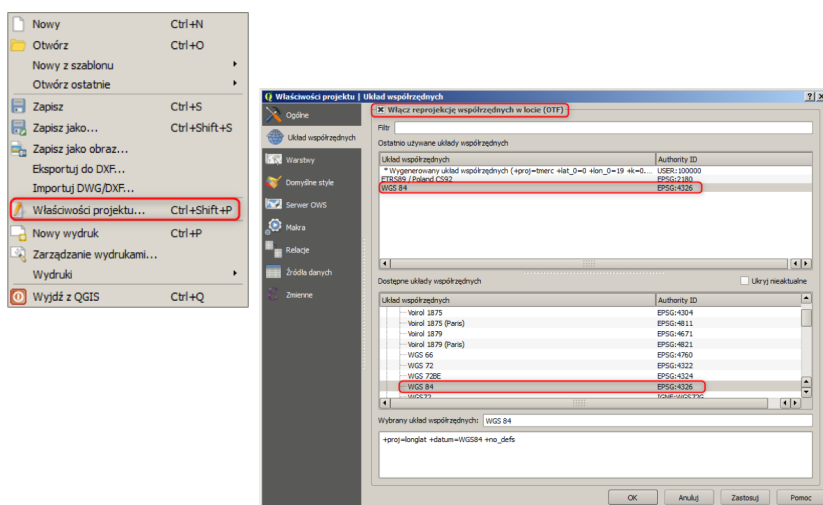 Nowy Ctrl+N
Otwórz Ctrl+O
Nowy z szablonu
Otwórz ostatnie
Zapisz Ctrl+S
Zapisz jako... Ctrl+Shift+S
Zapisz jako obraz...
Eksportuj do DXF...
Importuj DWG/DXF...
Właściwości projektu... Ctrl+Shift+P
Nowy wydruk Ctrl+P
Zarządzanie wydrukami...
Wydruki
Wyjdź z QGIS Ctrl+Q
Właściwości projektu | Układ współrzędnych
Ogólne
Układ współrzędnych
Warstwy
Domyślne style
Serwer OWS
Makra
Relacje
Źródła danych
Zmienne
Włącz reprojekcję współrzędnych w locie (OTF)
Filtr
Ostatnio używane układy współrzędnych
Układ współrzędnych Authority ID
* Wygenerowany układ współrzędnych (+proj=tmerc +lat_0=0 +lon_0=19 +k=0... USER:100000
ETRS89 / Poland CS92 EPSG:2180
WGS 84 EPSG:4326
Dostępne układy współrzędnych Ukryj nieaktualne
Układ współrzędnych Authority ID
Voirol 1875 EPSG:4304
Voirol 1875 (Paris) EPSG:4811
Voirol 1879 EPSG:4671
Voirol 1879 (Paris) EPSG:4821
WGS 66 EPSG:4760
WGS 72 EPSG:4322
WGS 72BE EPSG:4324
WGS 84 EPSG:4326
WGS72 IGNF:WGS72G
Wybrany układ współrzędnych: WGS 84
+proj=longlat +datum=WGS84 +no_defs
OK Anuluj Zastosuj Pomoc